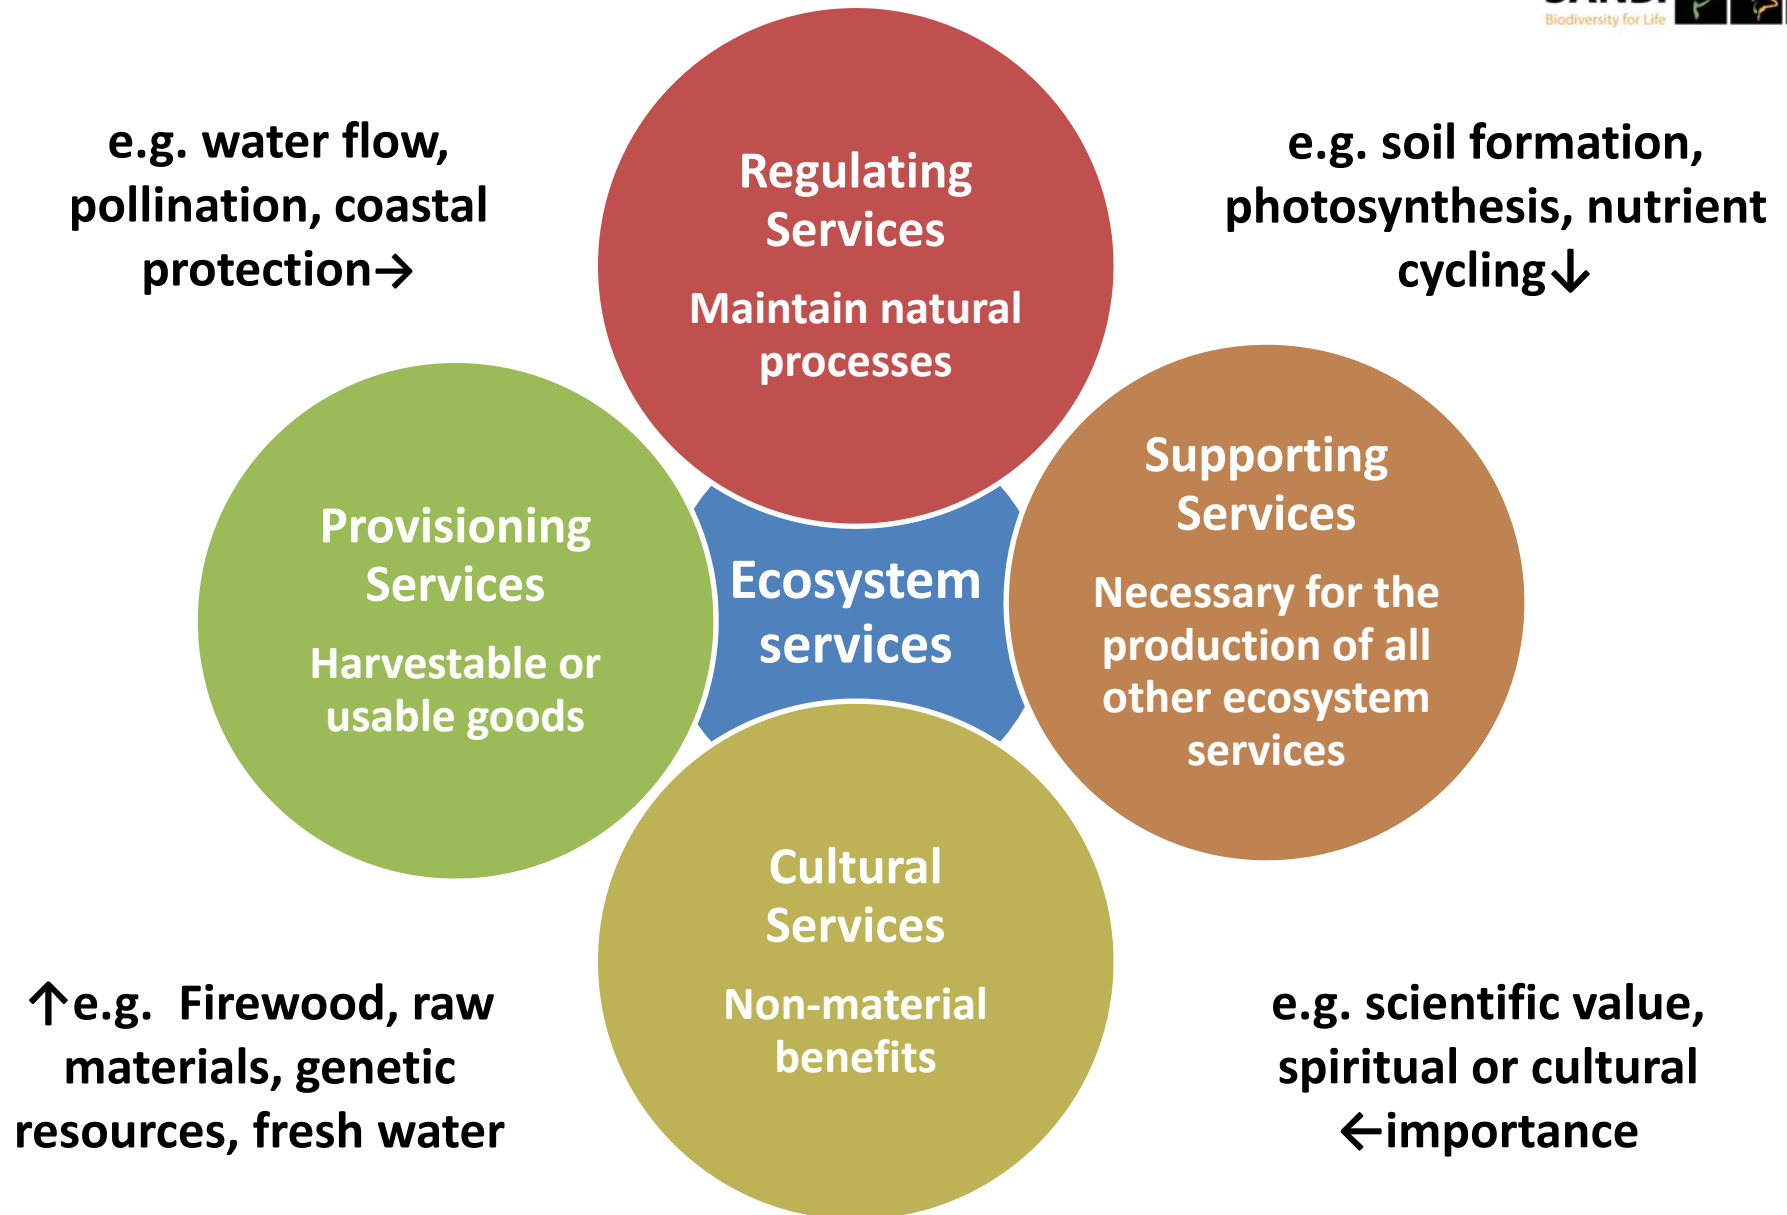 SANBI
Biodiversity for Life
e.g. water flow,
pollination, coastal
protection→
Regulating
Services
Maintain natural
processes
e.g. soil formation,
photosynthesis, nutrient
cycling↓
Provisioning
Services
Harvestable or
usable goods
Ecosystem
services
Supporting
Services
Necessary for the
production of all
other ecosystem
services
Cultural
Services
Non-material
benefits
↑e.g.  Firewood, raw
materials, genetic
resources, fresh water
e.g. scientific value,
spiritual or cultural
←importance